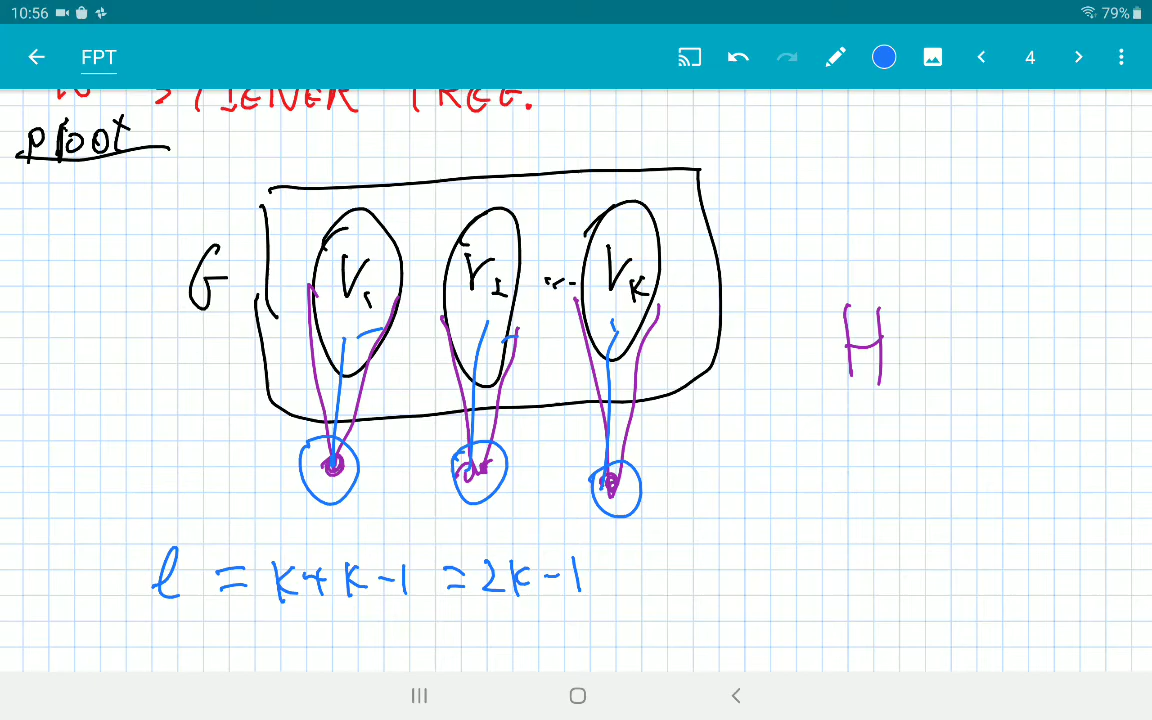 10:56 79%
FPT 4
STEINER TREE.
proof
G V₁ V₂ ... Vₖ H
l = k+k-1 = 2k-1